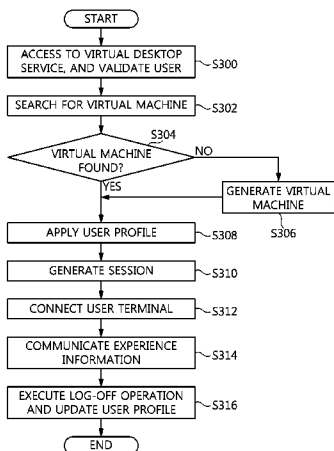 START
ACCESS TO VIRTUAL DESKTOP
SERVICE, AND VALIDATE USER
S300
SEARCH FOR VIRTUAL MACHINE
S302
S304
VIRTUAL MACHINE
FOUND?
NO
YES
GENERATE VIRTUAL
MACHINE
S306
APPLY USER PROFILE
S308
GENERATE SESSION
S310
CONNECT USER TERMINAL
S312
COMMUNICATE EXPERIENCE
INFORMATION
S314
EXECUTE LOG-OFF OPERATION
AND UPDATE USER PROFILE
S316
END